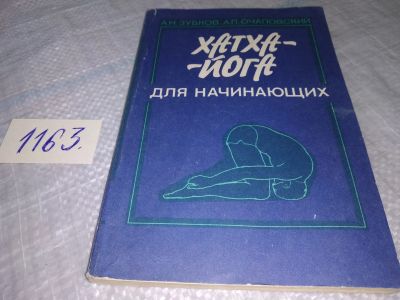 А.Н. ЗУБКОВ, А.П. ОЧАПОВСКИЙ
ХАТХА-
-ЙОГА
ДЛЯ НАЧИНАЮЩИХ
1163.